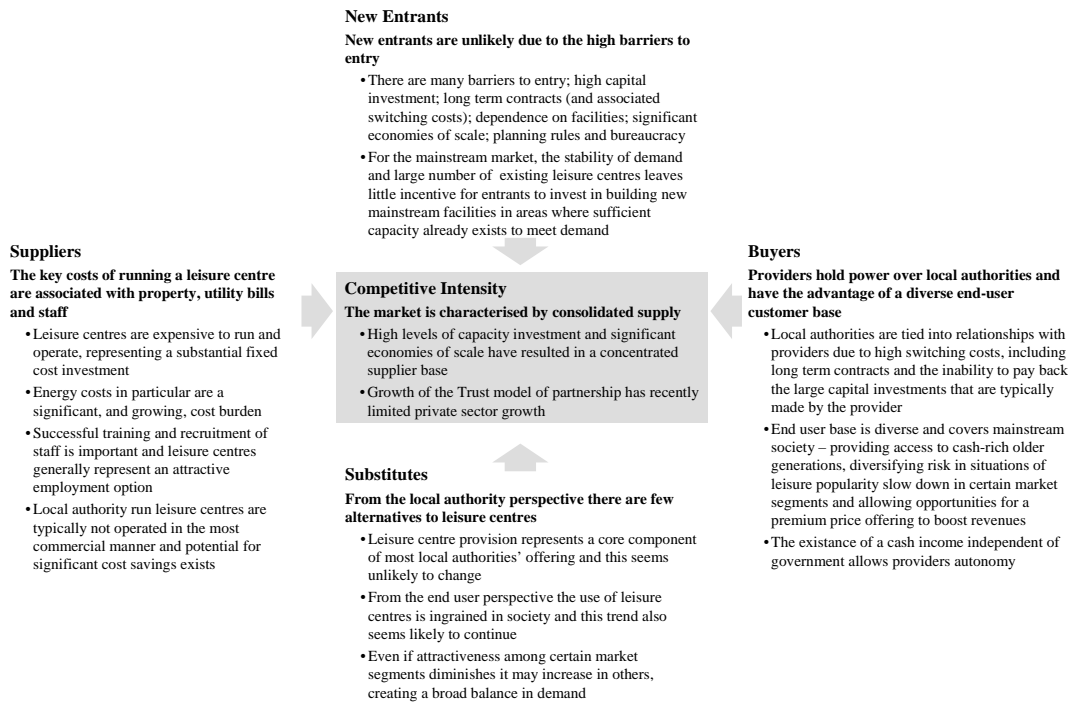 New Entrants
New entrants are unlikely due to the high barriers to
entry
•There are many barriers to entry; high capital
investment; long term contracts (and associated
switching costs); dependence on facilities; significant
economies of scale; planning rules and bureaucracy
•For the mainstream market, the stability of demand
and large number of  existing leisure centres leaves
little incentive for entrants to invest in building new
mainstream facilities in areas where sufficient
capacity already exists to meet demand
Suppliers
The key costs of running a leisure centre
are associated with property, utility bills
and staff
•Leisure centres are expensive to run and
operate, representing a substantial fixed
cost investment
•Energy costs in particular are a
significant, and growing, cost burden
•Successful training and recruitment of
staff is important and leisure centres
generally represent an attractive
employment option
•Local authority run leisure centres are
typically not operated in the most
commercial manner and potential for
significant cost savings exists
Competitive Intensity
The market is characterised by consolidated supply
•High levels of capacity investment and significant
economies of scale have resulted in a concentrated
supplier base
•Growth of the Trust model of partnership has recently
limited private sector growth
Buyers
Providers hold power over local authorities and
have the advantage of a diverse end-user
customer base
•Local authorities are tied into relationships with
providers due to high switching costs, including
long term contracts and the inability to pay back
the large capital investments that are typically
made by the provider
•End user base is diverse and covers mainstream
society – providing access to cash-rich older
generations, diversifying risk in situations of
leisure popularity slow down in certain market
segments and allowing opportunities for a
premium price offering to boost revenues
•The existance of a cash income independent of
government allows providers autonomy
Substitutes
From the local authority perspective there are few
alternatives to leisure centres
•Leisure centre provision represents a core component
of most local authorities’ offering and this seems
unlikely to change
•From the end user perspective the use of leisure
centres is ingrained in society and this trend also
seems likely to continue
•Even if attractiveness among certain market
segments diminishes it may increase in others,
creating a broad balance in demand